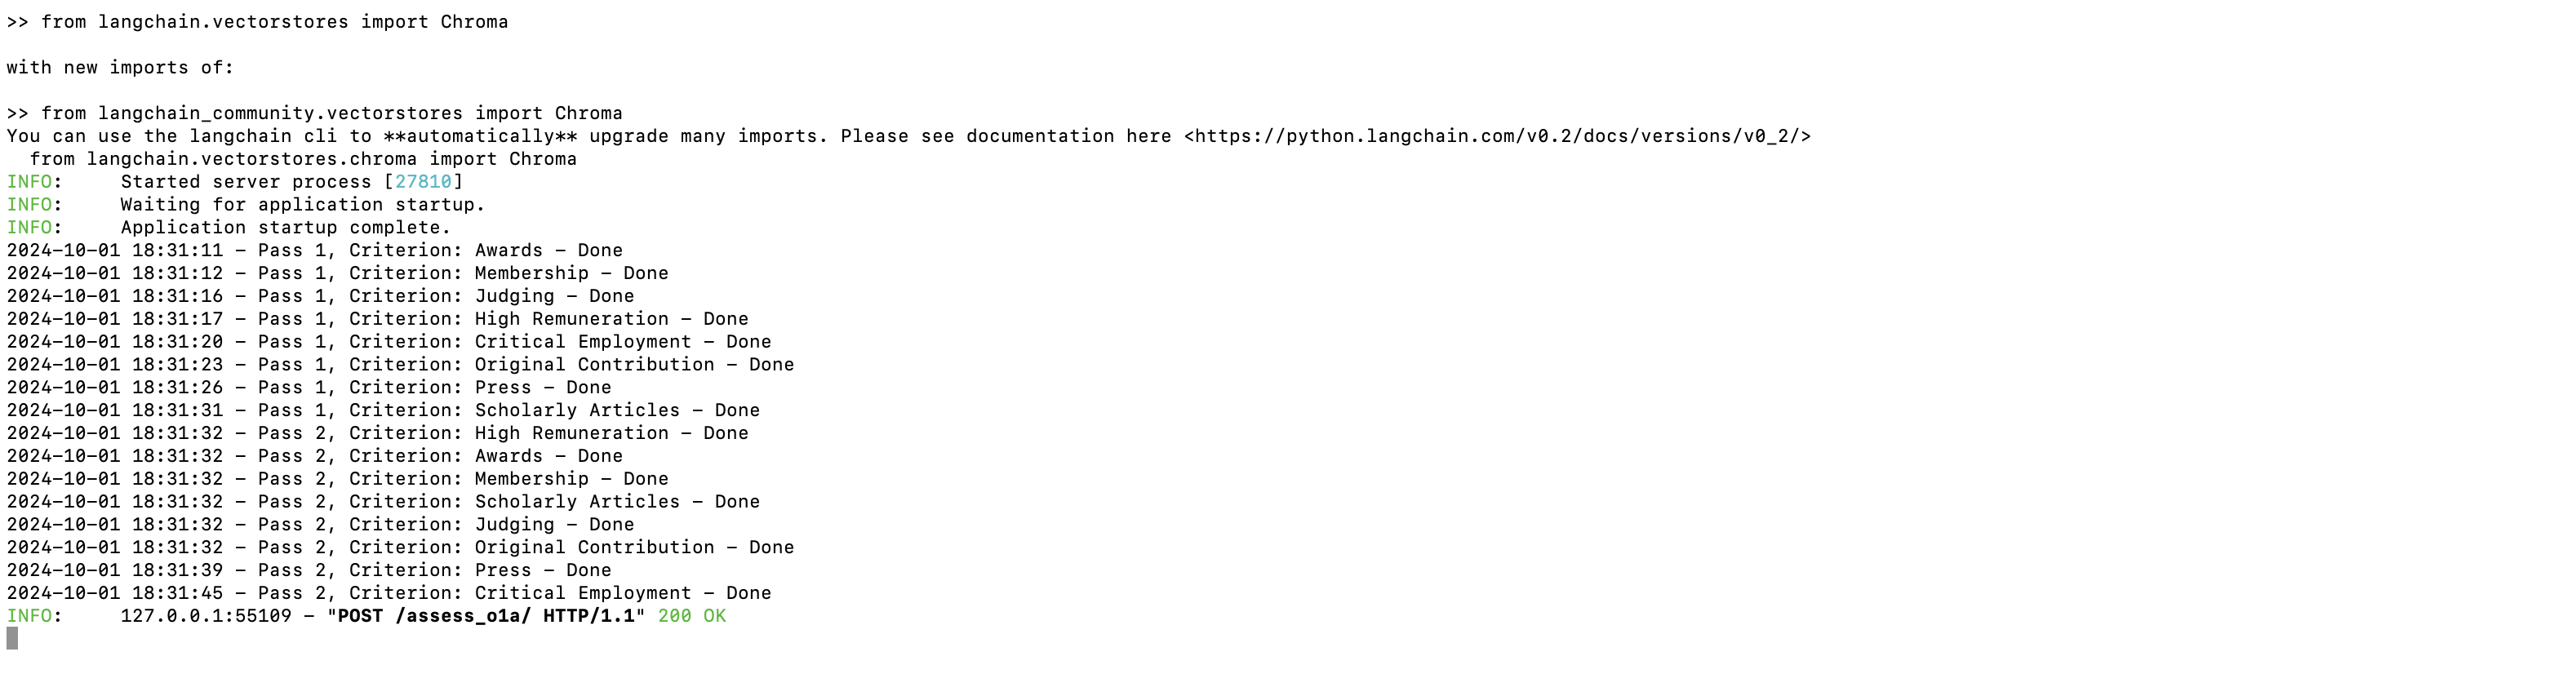 >> from langchain.vectorstores import Chroma
with new imports of:
>> from langchain_community.vectorstores import Chroma
You can use the langchain cli to **automatically** upgrade many imports. Please see documentation here <https://python.langchain.com/v0.2/docs/versions/v0_2/>
  from langchain.vectorstores.chroma import Chroma
INFO:     Started server process [27810]
INFO:     Waiting for application startup.
INFO:     Application startup complete.
2024-10-01 18:31:11 - Pass 1, Criterion: Awards - Done
2024-10-01 18:31:12 - Pass 1, Criterion: Membership - Done
2024-10-01 18:31:16 - Pass 1, Criterion: Judging - Done
2024-10-01 18:31:17 - Pass 1, Criterion: High Remuneration - Done
2024-10-01 18:31:20 - Pass 1, Criterion: Critical Employment - Done
2024-10-01 18:31:23 - Pass 1, Criterion: Original Contribution - Done
2024-10-01 18:31:26 - Pass 1, Criterion: Press - Done
2024-10-01 18:31:31 - Pass 1, Criterion: Scholarly Articles - Done
2024-10-01 18:31:32 - Pass 2, Criterion: High Remuneration - Done
2024-10-01 18:31:32 - Pass 2, Criterion: Awards - Done
2024-10-01 18:31:32 - Pass 2, Criterion: Membership - Done
2024-10-01 18:31:32 - Pass 2, Criterion: Scholarly Articles - Done
2024-10-01 18:31:32 - Pass 2, Criterion: Judging - Done
2024-10-01 18:31:32 - Pass 2, Criterion: Original Contribution - Done
2024-10-01 18:31:39 - Pass 2, Criterion: Press - Done
2024-10-01 18:31:45 - Pass 2, Criterion: Critical Employment - Done
INFO:     127.0.0.1:55109 - "POST /assess_o1a/ HTTP/1.1" 200 OK